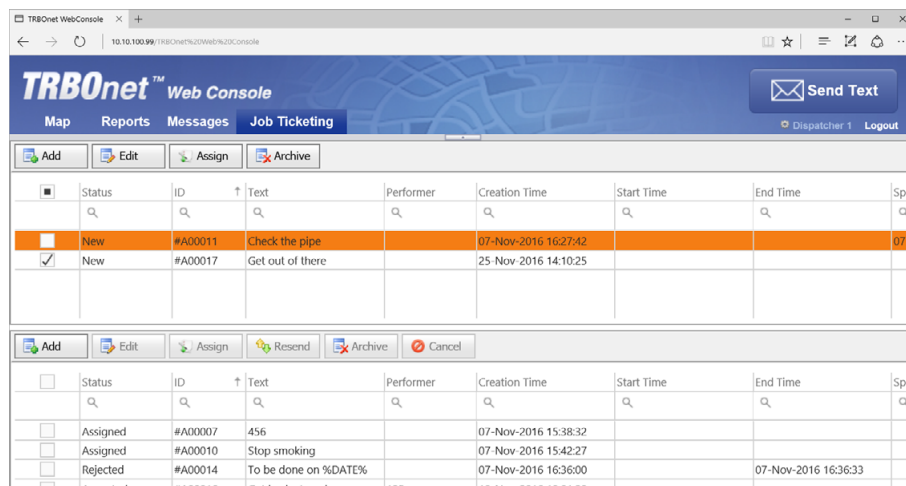 TRBOnet WebConsole
10.10.100.99/TRBOnet%20Web%20Console
TRBOnet™ Web Console
Send Text
Map Reports Messages Job Ticketing
Dispatcher 1 Logout
Add Edit Assign Archive
Status ID Text Performer Creation Time Start Time End Time Sp
New #A00011 Check the pipe 07-Nov-2016 16:27:42 07
New #A00017 Get out of there 25-Nov-2016 14:10:25
Add Edit Assign Resend Archive Cancel
Status ID Text Performer Creation Time Start Time End Time Sp
Assigned #A00007 456 07-Nov-2016 15:38:32
Assigned #A00010 Stop smoking 07-Nov-2016 15:42:27
Rejected #A00014 To be done on %DATE% 07-Nov-2016 16:36:00 07-Nov-2016 16:36:33